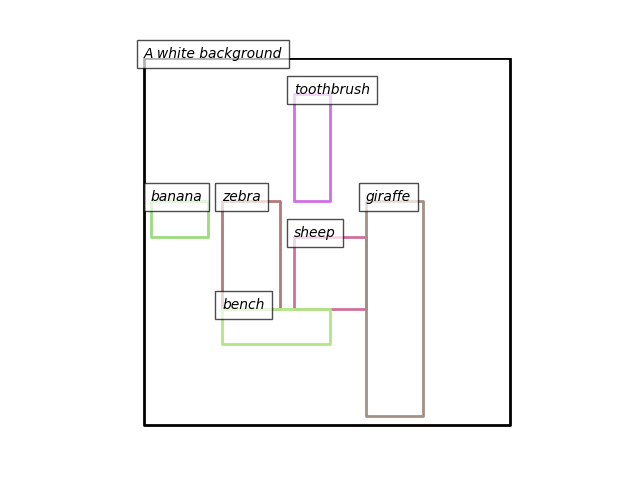 A white background
toothbrush
banana
zebra
giraffe
sheep
bench